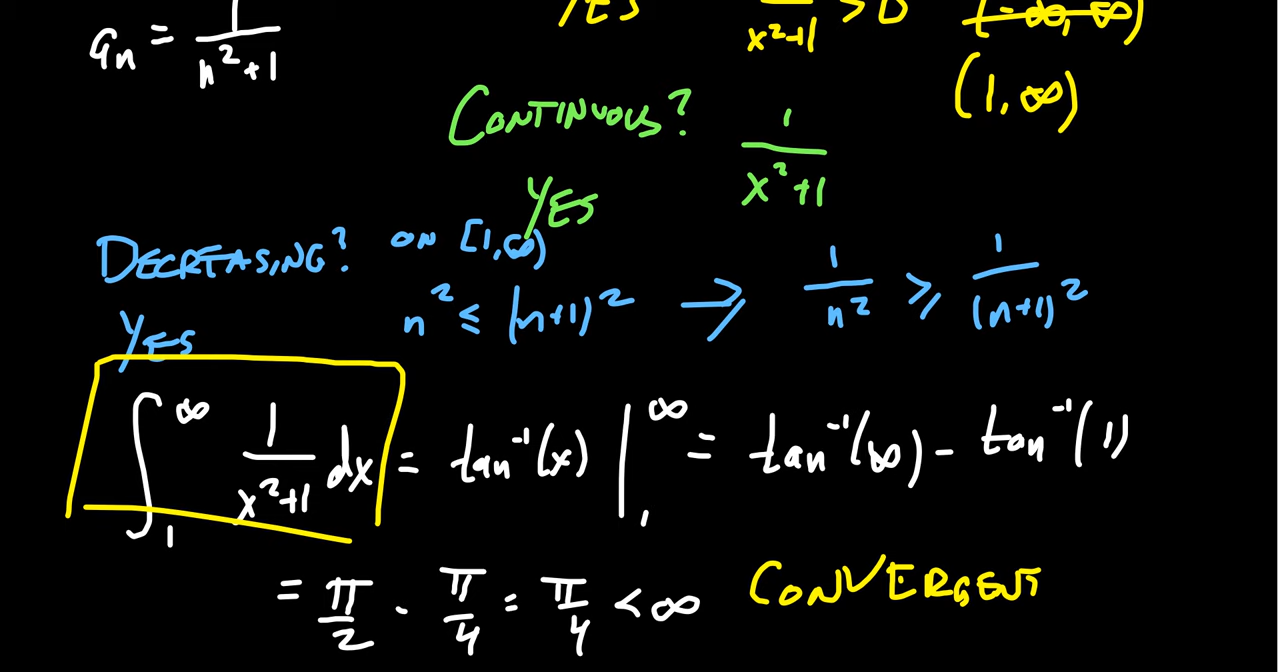 YES 1/x²+1 > 0 (-∞, ∞)
aₙ = 1/n²+1
(1, ∞)
CONTINUOUS? 1/x²+1
YES
DECREASING? ON [1, ∞)
YES
n² ≤ (n+1)² → 1/n² ≥ 1/(n+1)²
∫₁^∞ 1/x²+1 dx = tan⁻¹(x) |₁^∞ = tan⁻¹(∞) - tan⁻¹(1)
= π/2 - π/4 = π/4 < ∞ CONVERGENT